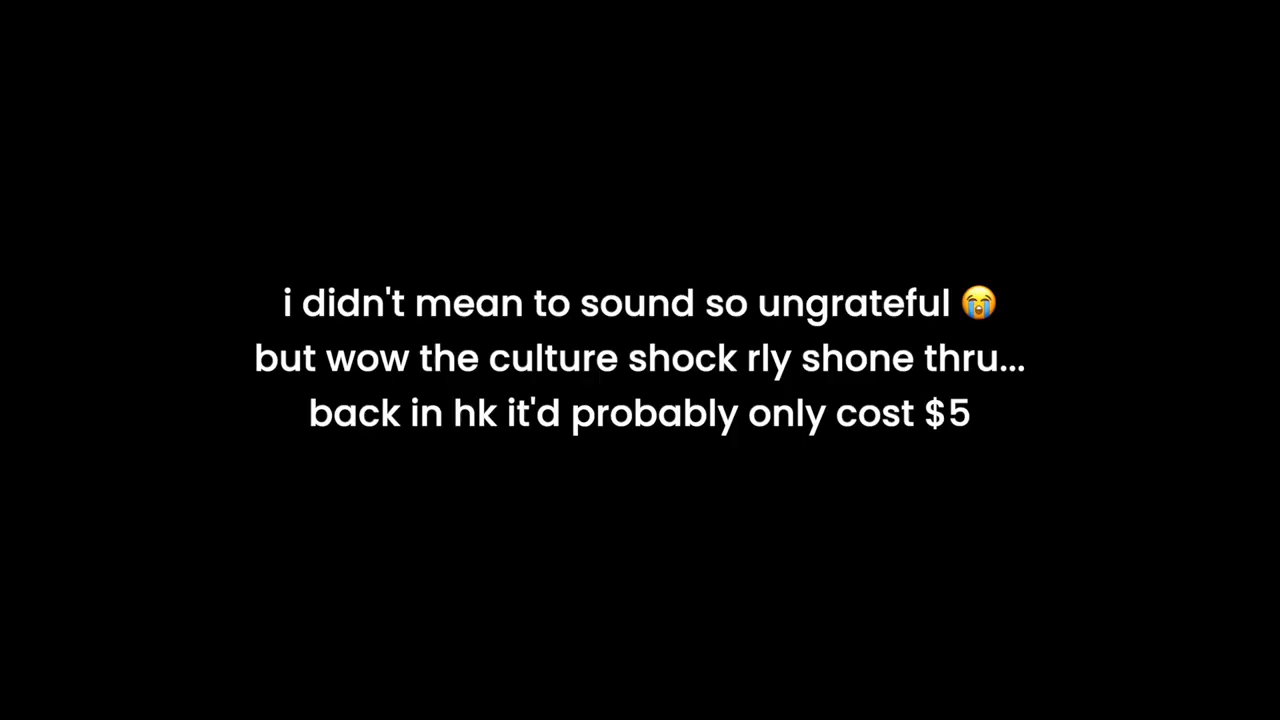 i didn't mean to sound so ungrateful 😭
but wow the culture shock rly shone thru...
back in hk it'd probably only cost $5